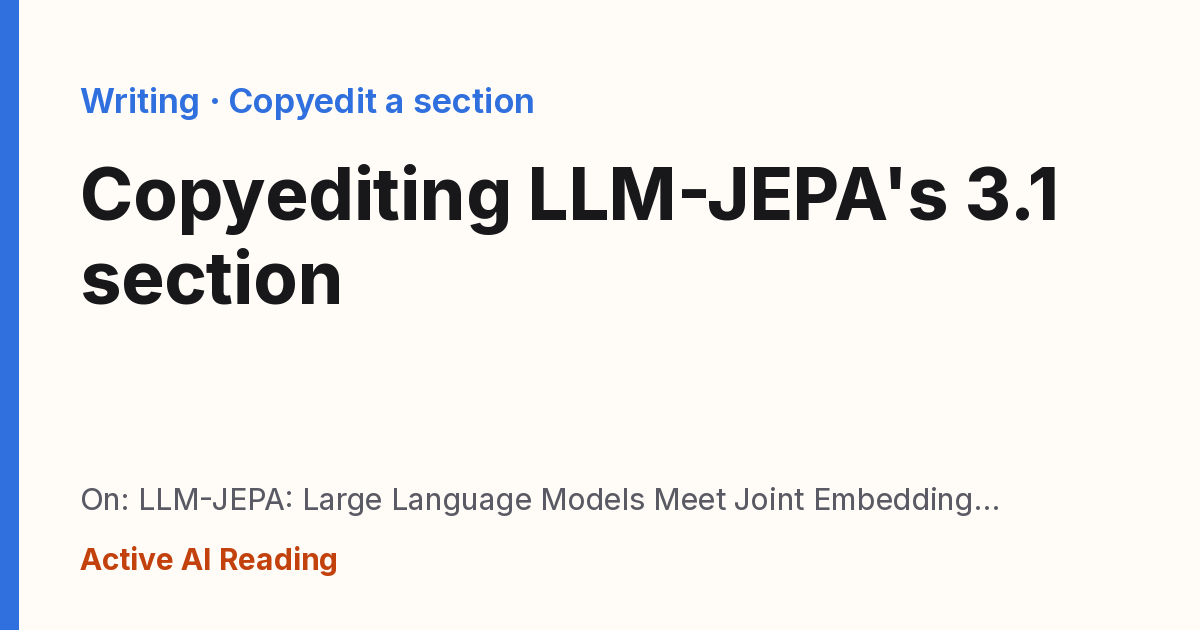 Writing · Copyedit a section
Copyediting LLM-JEPA's 3.1
section
On: LLM-JEPA: Large Language Models Meet Joint Embedding...
Active AI Reading